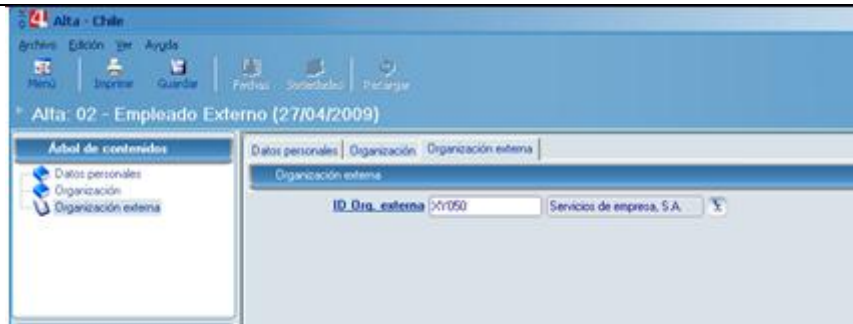 Alta - Chile
Archivo Edición Ver Ayuda
Menú Imprimir Guardar Fechas Sociedades Recargar
* Alta: 02 - Empleado Externo (27/04/2009)
Árbol de contenidos
Datos personales
Organización
Organización externa
Datos personales Organización Organización externa
Organización externa
ID Org. externa XY050 Servicios de empresa, S.A.